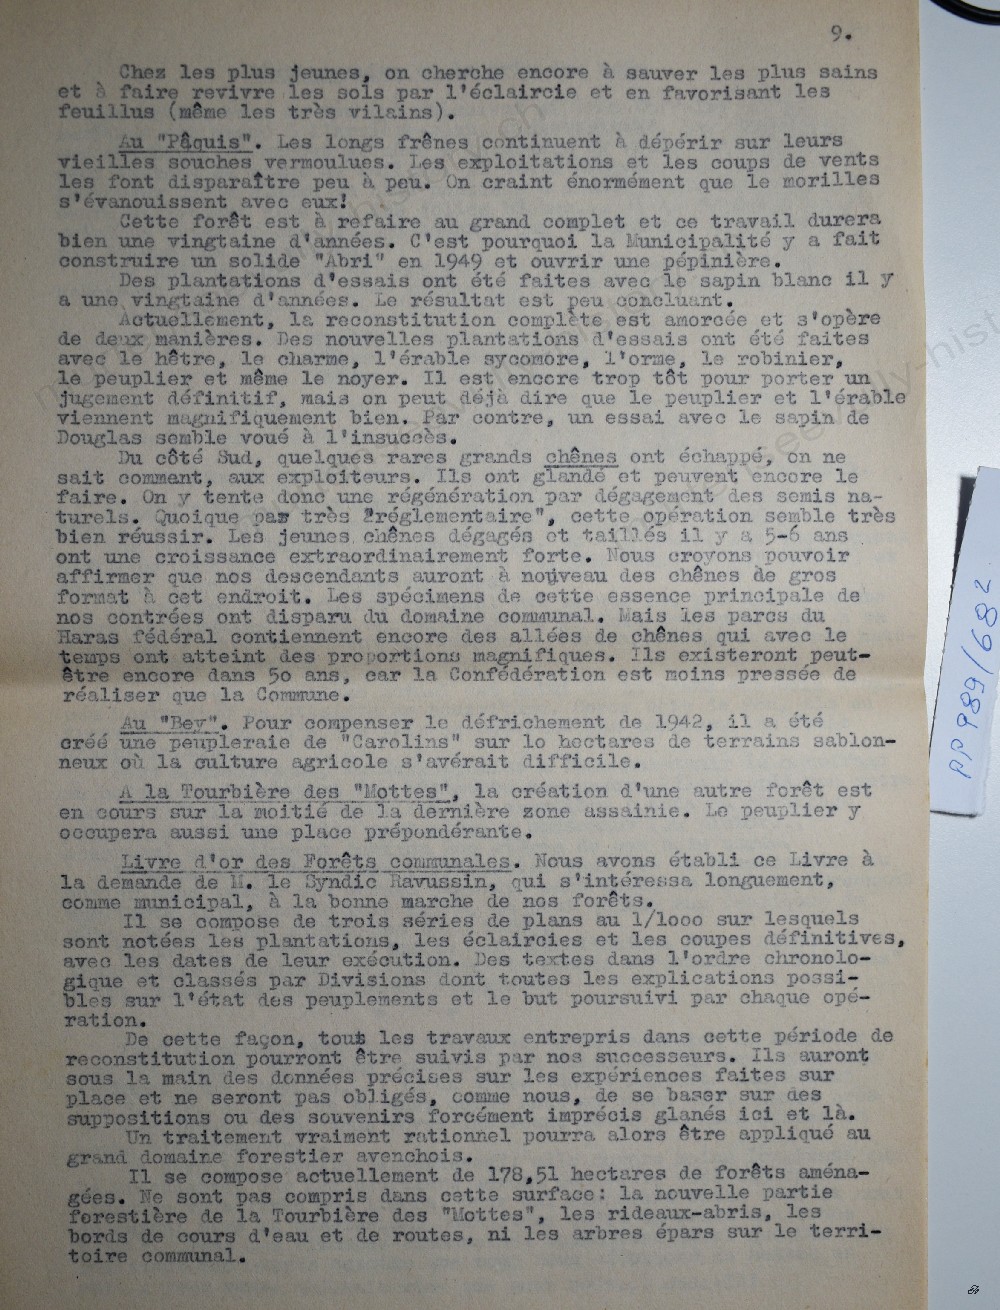 9.
Chez les plus jeunes, on cherche encore à sauver les plus sains
et à faire revivre les sols par l'éclaircie et en favorisant les
feuillus (même les très vilains).
Au "Pâquis". Les longs frênes continuent à dépérir sur leurs
vieilles souches vermoulues. Les exploitations et les coups de vents
les font disparaître peu à peu. On craint énormément que le morilles
s'évanouissent avec eux!
Cette forêt est à refaire au grand complet et ce travail durera
bien une vingtaine d'années. C'est pourquoi la Municipalité y a fait
construire un solide "Abri" en 1949 et ouvrir une pépinière.
Des plantations d'essais ont été faites avec le sapin blanc il y
a une vingtaine d'années. Le résultat est peu concluant.
Actuellement, la reconstitution complète est amorcée et s'opère
de deux manières. Des nouvelles plantations d'essais ont été faites
avec le hêtre, le charme, l'érable sycomore, l'orme, le robinier,
le peuplier et même le noyer. Il est encore trop tôt pour porter un
jugement définitif, mais on peut déjà dire que le peuplier et l'érable
viennent magnifiquement bien. Par contre, un essai avec le sapin de
Douglas semble voué à l'insuccès.
Du côté Sud, quelques rares grands chênes ont échappé, on ne
sait comment, aux exploiteurs. Ils ont glandé et peuvent encore le
faire. On y tente donc une régénération par dégagement des semis na-
turels. Quoique pas très "réglementaire", cette opération semble très
bien réussir. Les jeunes chênes dégagés et taillés il y a 5-6 ans
ont une croissance extraordinairement forte. Nous croyons pouvoir
affirmer que nos descendants auront à nouveau des chênes de gros
format à cet endroit. Les spécimens de cette essence principale de
nos contrées ont disparu du domaine communal. Mais les parcs du
Haras fédéral contiennent encore des allées de chênes qui avec le
temps ont atteint des proportions magnifiques. Ils existeront peut-
être encore dans 5o ans, car la Confédération est moins pressée de
réaliser que la Commune.
Au "Bey". Pour compenser le défrichement de 1942, il a été
créé une peupleraie de "Carolins" sur 1o hectares de terrains sablon-
neux où la culture agricole s'avérait difficile.
A la Tourbière des "Mottes", la création d'une autre forêt est
en cours sur la moitié de la dernière zone assainie. Le peuplier y
occupera aussi une place prépondérante.
Livre d'or des Forêts communales. Nous avons établi ce Livre à
la demande de M. le Syndic Ravussin, qui s'intéressa longuement,
comme municipal, à la bonne marche de nos forêts.
Il se compose de trois séries de plans au 1/1ooo sur lesquels
sont notées les plantations, les éclaircies et les coupes définitives,
avec les dates de leur exécution. Des textes dans l'ordre chronolo-
gique et classés par Divisions dont toutes les explications possi-
bles sur l'état des peuplements et le but poursuivi par chaque opé-
ration.
De cette façon, tous les travaux entrepris dans cette période de
reconstitution pourront être suivis par nos successeurs. Ils auront
sous la main des données précises sur les expériences faites sur
place et ne seront pas obligés, comme nous, de se baser sur des
suppositions ou des souvenirs forcément imprécis glanés ici et là.
Un traitement vraiment rationnel pourra alors être appliqué au
grand domaine forestier avenchois.
Il se compose actuellement de 178,51 hectares de forêts aména-
gées. Ne sont pas compris dans cette surface: la nouvelle partie
forestière de la Tourbière des "Mottes", les rideaux-abris, les
bords de cours d'eau et de routes, ni les arbres épars sur le terri-
toire communal.
PP 989/68 2